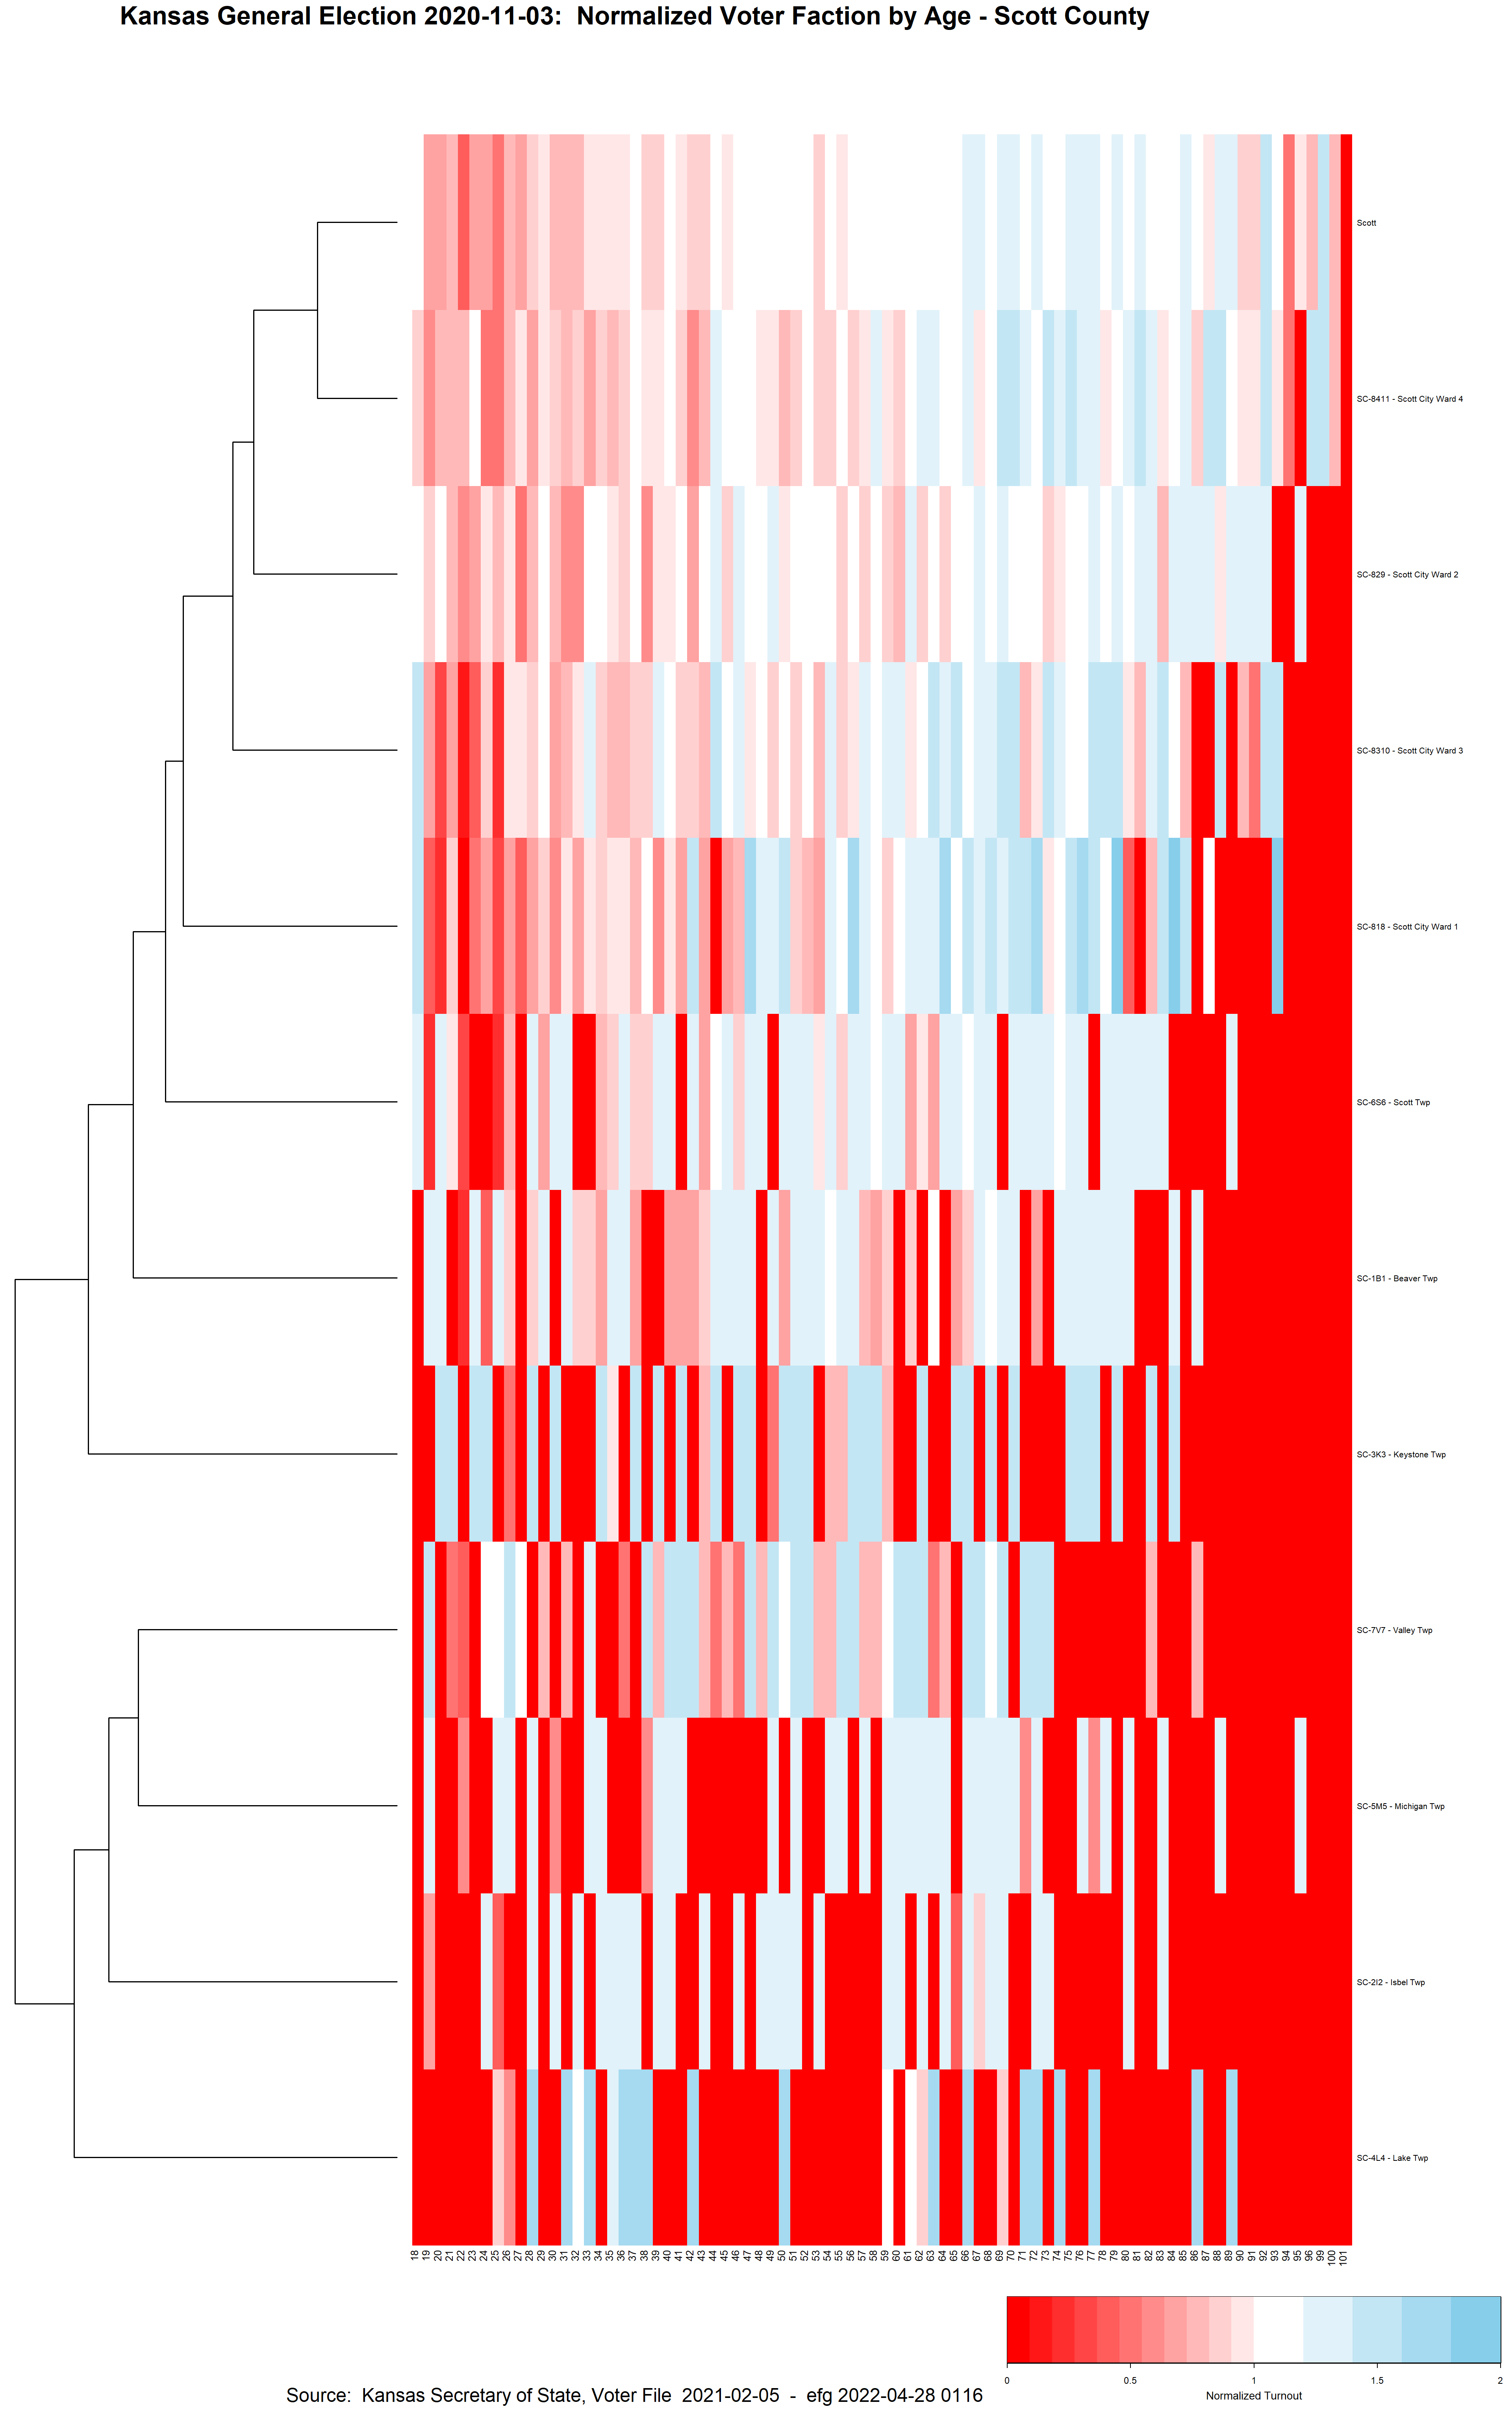 Kansas General Election 2020-11-03:  Normalized Voter Faction by Age - Scott County
Scott
SC-8411 - Scott City Ward 4
SC-829 - Scott City Ward 2
SC-8310 - Scott City Ward 3
SC-818 - Scott City Ward 1
SC-6S6 - Scott Twp
SC-1B1 - Beaver Twp
SC-3K3 - Keystone Twp
SC-7V7 - Valley Twp
SC-5M5 - Michigan Twp
SC-2I2 - Isbel Twp
SC-4L4 - Lake Twp
18 19 20 21 22 23 24 25 26 27 28 29 30 31 32 33 34 35 36 37 38 39 40 41 42 43 44 45 46 47 48 49 50 51 52 53 54 55 56 57 58 59 60 61 62 63 64 65 66 67 68 69 70 71 72 73 74 75 76 77 78 79 80 81 82 83 84 85 86 87 88 89 90 91 92 93 94 95 96 99 100 101
0 0.5 1 1.5 2
Normalized Turnout
Source:  Kansas Secretary of State, Voter File  2021-02-05  -  efg 2022-04-28 0116